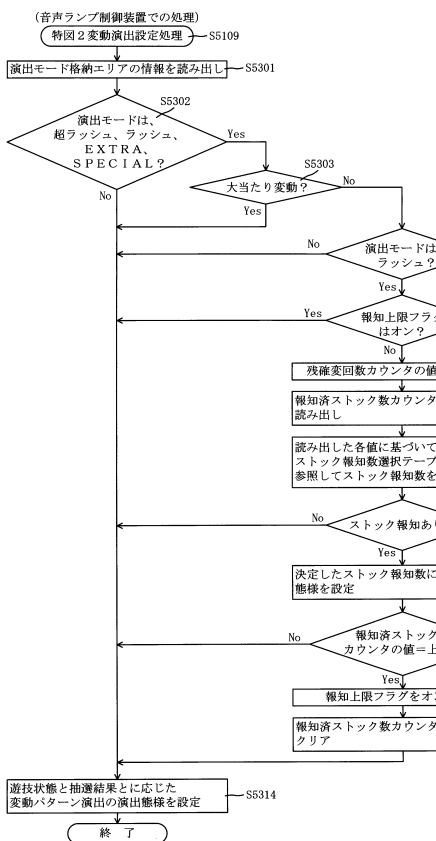 (音声ランプ制御装置での処理)
特図2変動演出設定処理
S5109
演出モード格納エリアの情報を読み出し
S5301
S5302
演出モードは、
超ラッシュ、ラッシュ、
EXTRA、
SPECIAL?
Yes
No
S5303
大当たり変動?
No
Yes
演出モードは
ラッシュ?
No
Yes
報知上限フラグ
はオン?
Yes
No
残確変回数カウンタの値
報知済ストック数カウンタ
読み出し
読み出した各値に基づいて
ストック報知数選択テーブ
参照してストック報知数を
ストック報知あり
No
Yes
決定したストック報知数に
態様を設定
報知済ストック
カウンタの値=上
No
Yes
報知上限フラグをオ
報知済ストック数カウンタ
クリア
遊技状態と抽選結果とに応じた
変動パターン演出の演出態様を設定
S5314
終 了